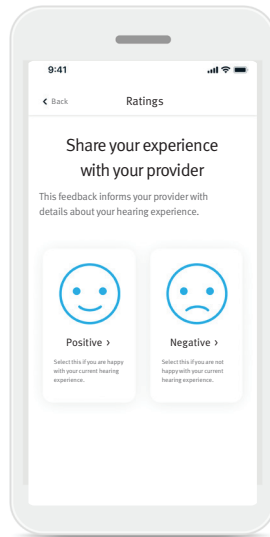 9:41
Back
Ratings
Share your experience
with your provider
This feedback informs your provider with
details about your hearing experience.
Positive ›
Negative ›
Select this if you are happy
with your current hearing
experience.
Select this if you are not
happy with your current
hearing experience.